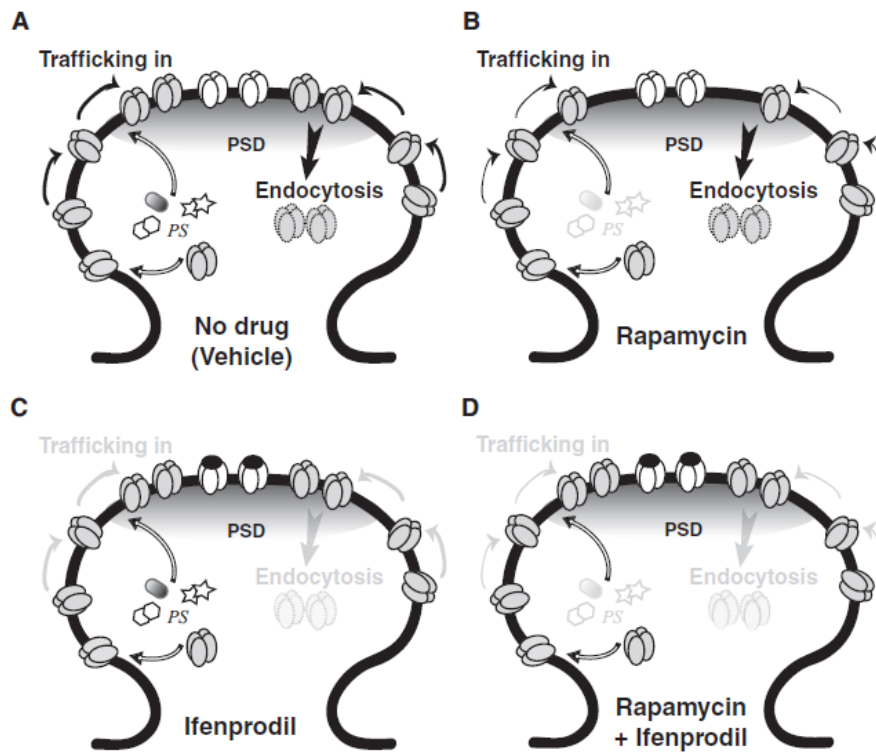 A
Trafficking in
PSD
Endocytosis
PS
No drug
(Vehicle)
B
Trafficking in
PSD
Endocytosis
PS
Rapamycin
C
Trafficking in
PSD
Endocytosis
PS
Ifenprodil
D
Trafficking in
PSD
Endocytosis
PS
Rapamycin
+ Ifenprodil